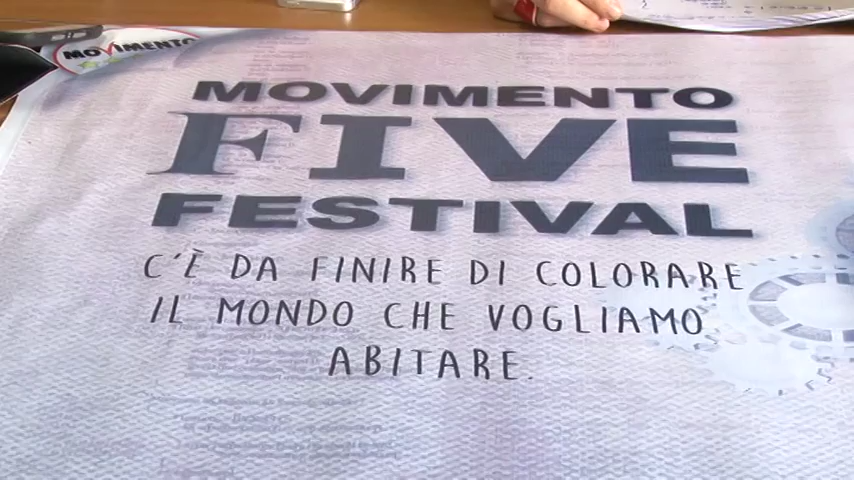 MOVIMENTO
MOVIMENTO
FIVE
FESTIVAL
C'È DA FINIRE DI COLORARE
IL MONDO CHE VOGLIAMO
ABITARE.